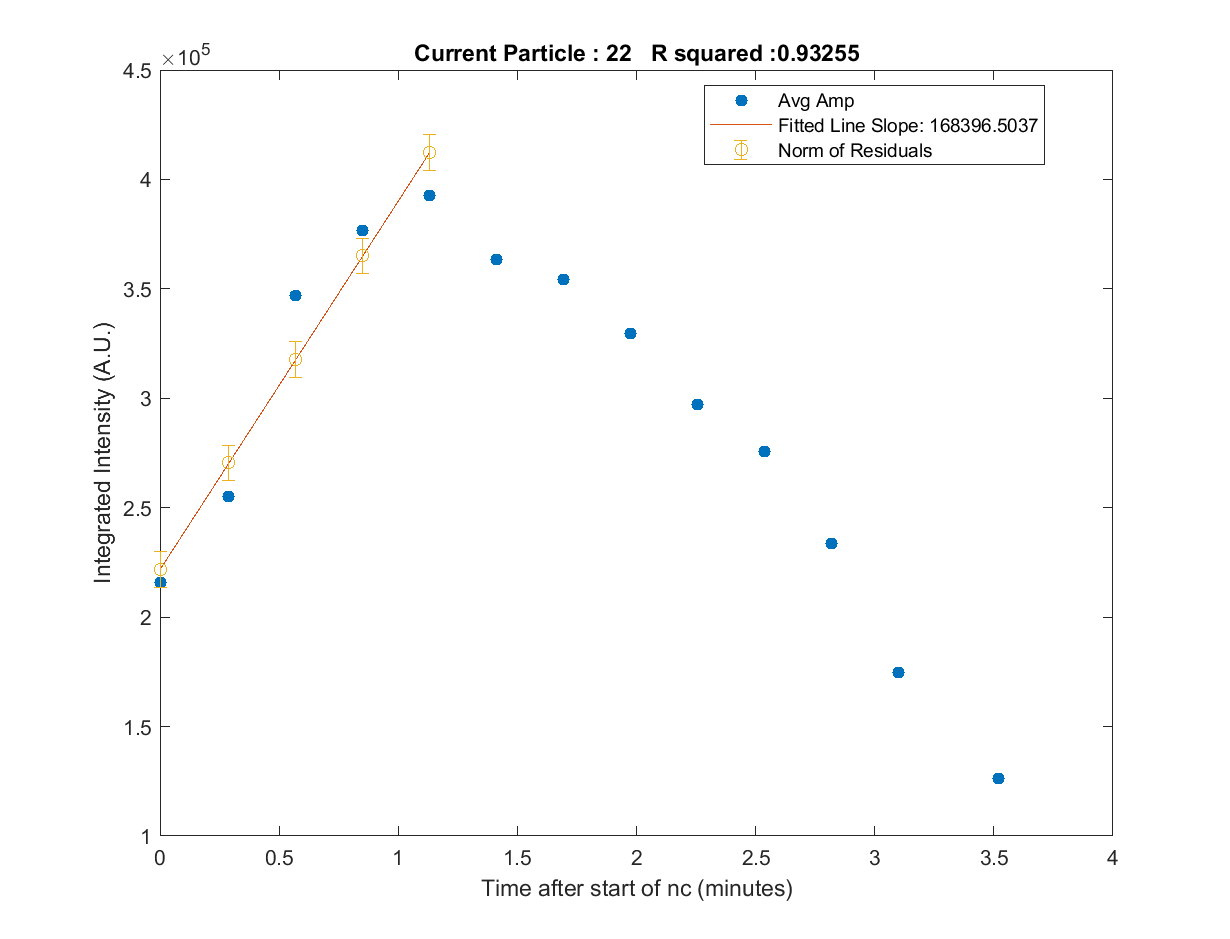 Current Particle : 22   R squared :0.93255
×10^5
4.5
4
3.5
3
2.5
2
1.5
1
Integrated Intensity (A.U.)
Avg Amp
Fitted Line Slope: 168396.5037
Norm of Residuals
0 0.5 1 1.5 2 2.5 3 3.5 4
Time after start of nc (minutes)